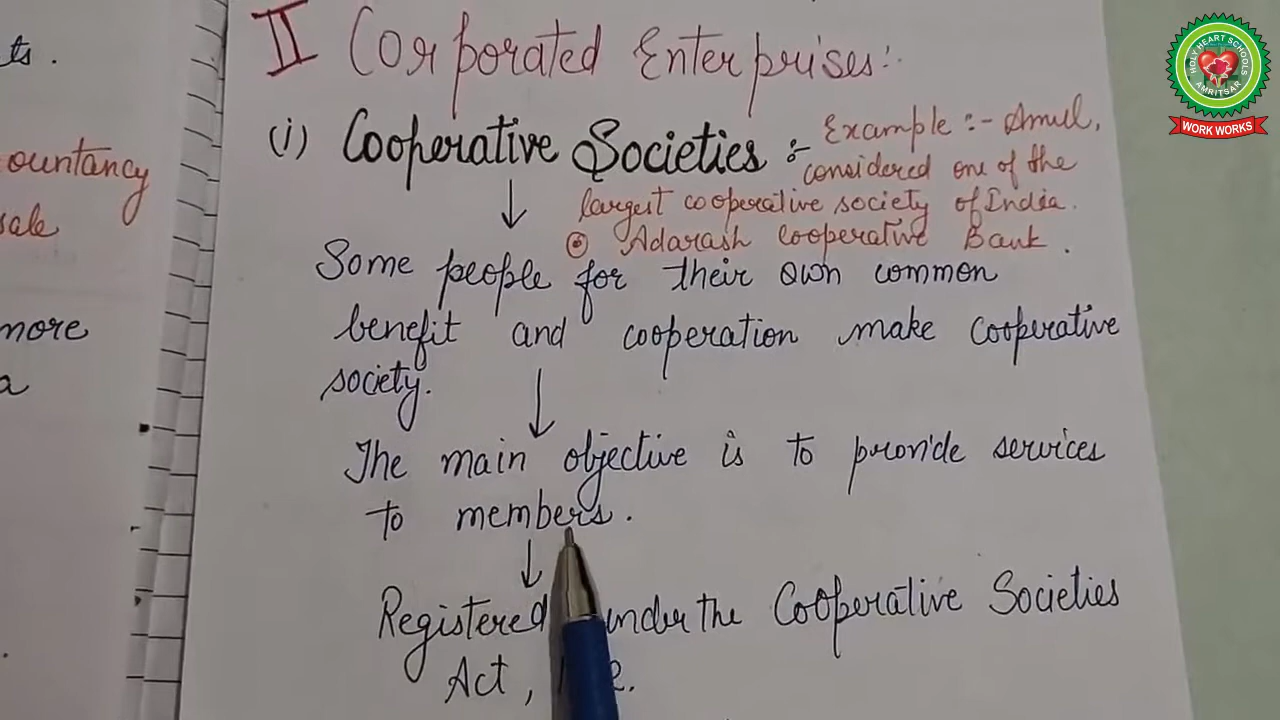 ts.
ountancy
sale
more
a
II Corporated Enterprises:-
(i) Cooperative Societies :- Example :- Amul,
considered one of the
largest cooperative society of India.
Adarash Cooperative Bank.
Some people for their own common
benefit and cooperation make cooperative
society.
The main objective is to provide services
to members.
Registered under the Cooperative Societies
Act,
HOLY HEART SCHOOLS
AMRITSAR
WORK WORKS